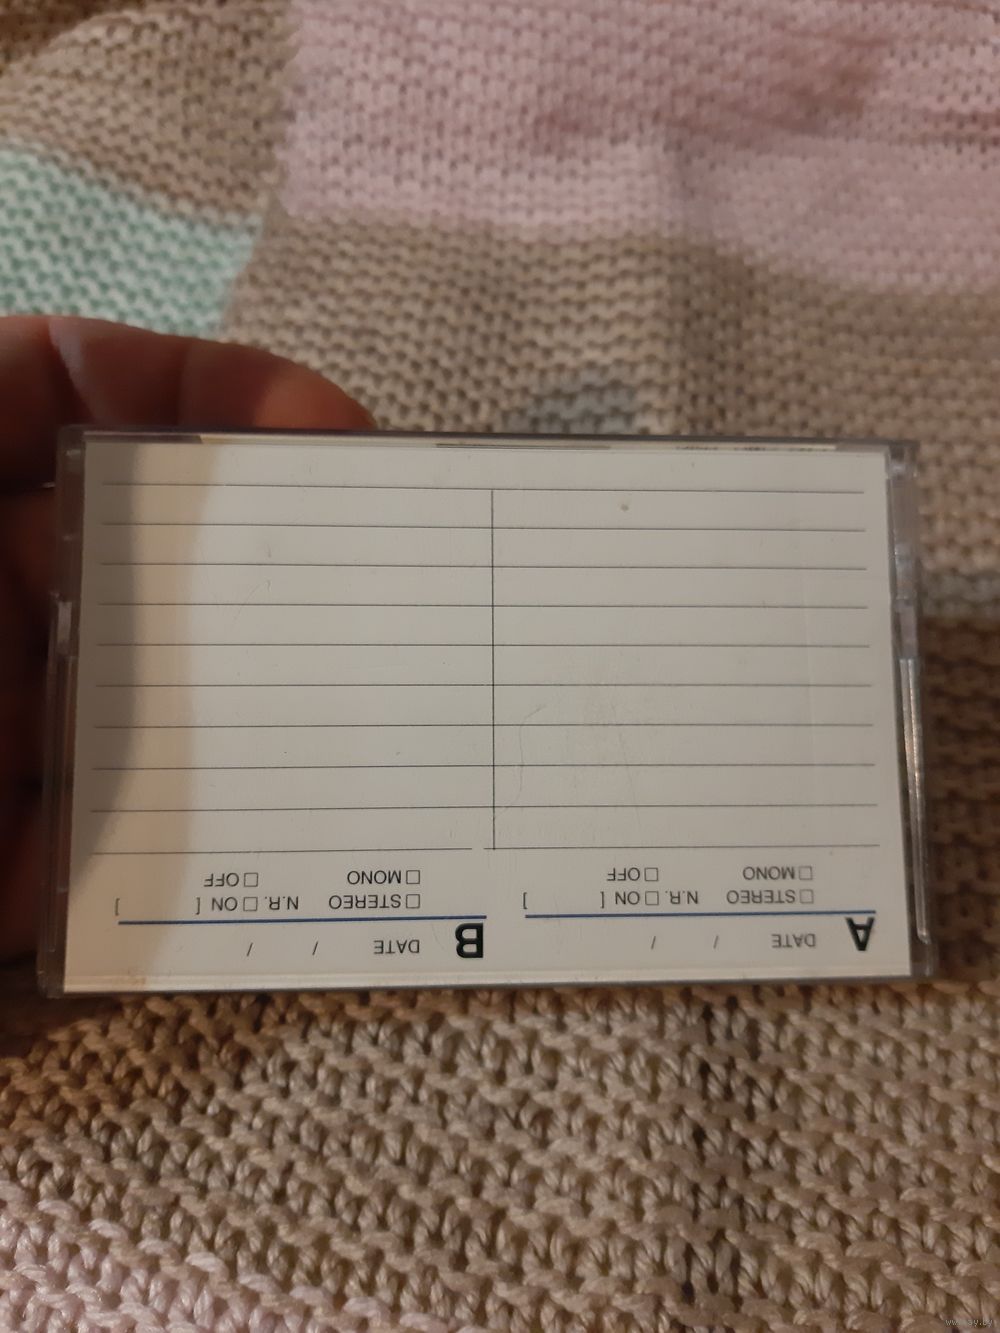 A DATE / / B DATE / /
□ STEREO N.R. □ ON [ ] □ STEREO N.R. □ ON [ ]
□ MONO □ OFF □ MONO □ OFF